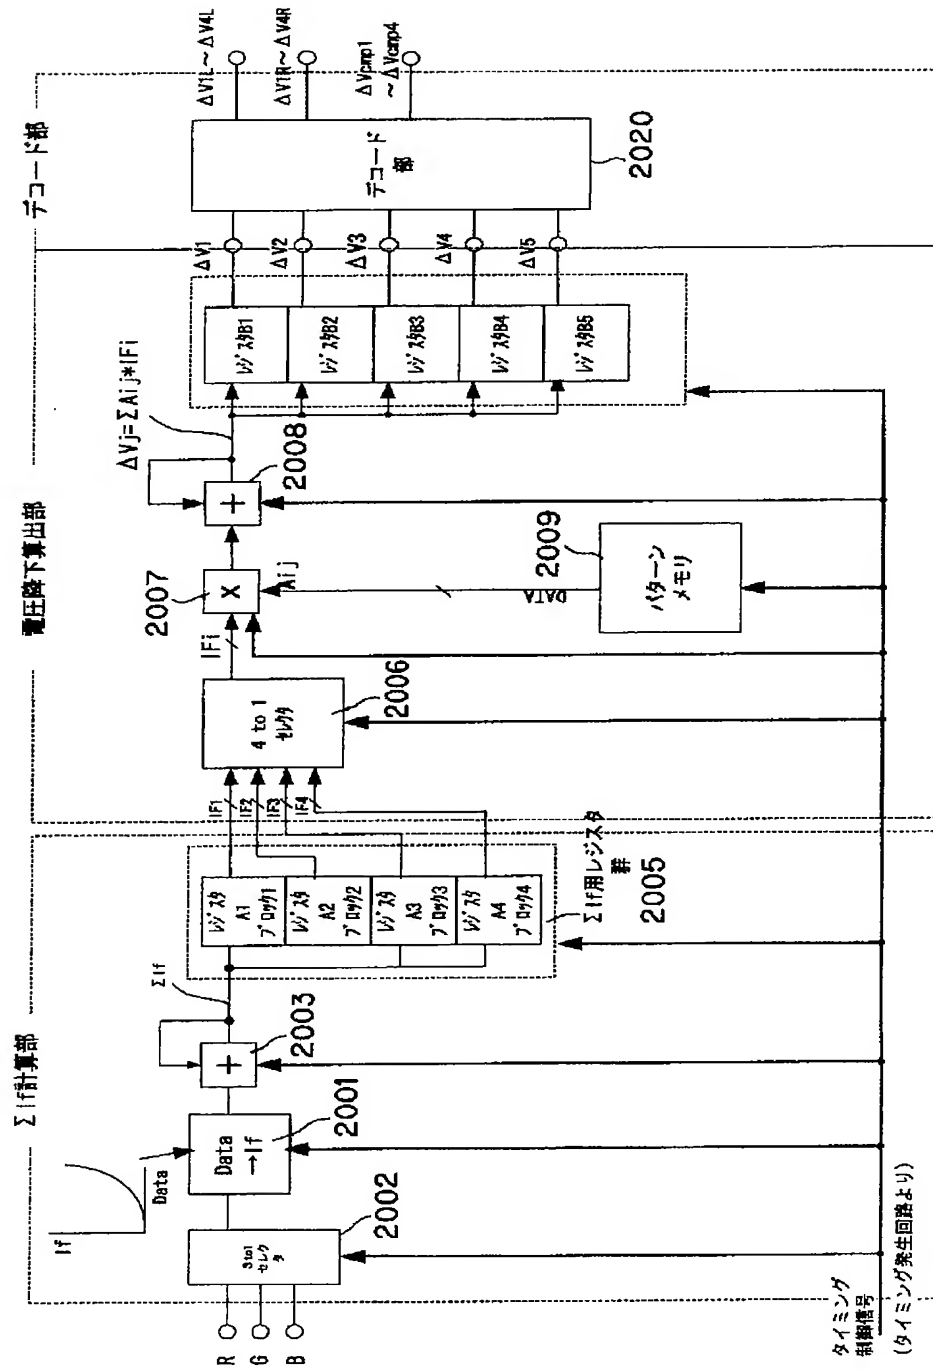 ΣIf計算部
電圧降下算出部
デコード部
If
Data
R
G
B
3to1
セレク
タ
2002
Data
→If
2001
+
2003
ΣIf
レジスタ
A1
ブロック1
レジスタ
A2
ブロック2
レジスタ
A3
ブロック3
レジスタ
A4
ブロック4
ΣIf用レジスタ
群
2005
IF1
IF2
IF3
IF4
4 to 1
セレクタ
2006
IFi
X
2007
Aij
DATA
パターン
メモリ
2009
+
2008
ΔVj=ΣAij*IFi
レジスタB1
レジスタB2
レジスタB3
レジスタB4
レジスタB5
ΔV1
ΔV2
ΔV3
ΔV4
ΔV5
デコード
部
2020
ΔV1L~ΔV4L
ΔV1R~ΔV4R
ΔVcmp1
~ΔVcmp4
タイミング
制御信号
(タイミング発生回路より)